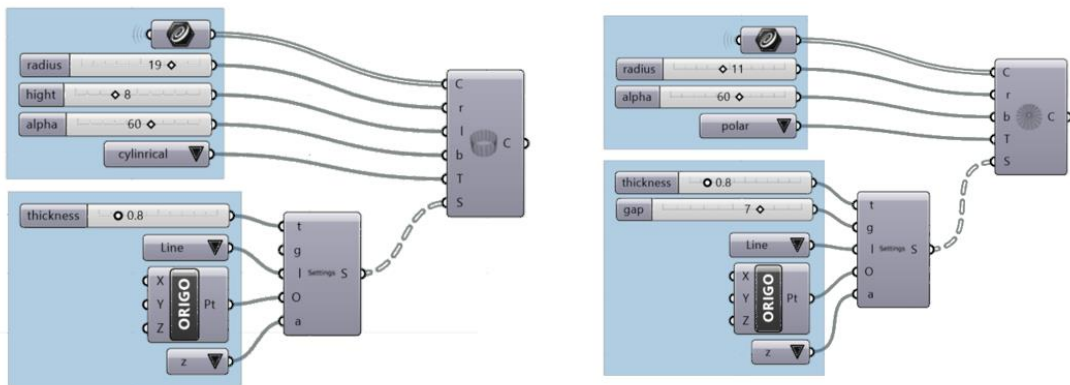 radius 19
hight 8
alpha 60
cylinrical
C
r
l
b
T
S
C
thickness 0.8
Line
X
Y
Z
ORIGO
Pt
z
t
g
l
O
a
Settings S
radius 11
alpha 60
polar
C
r
b
T
S
C
thickness 0.8
gap 7
Line
X
Y
Z
ORIGO
Pt
z
t
g
l
O
a
Settings S